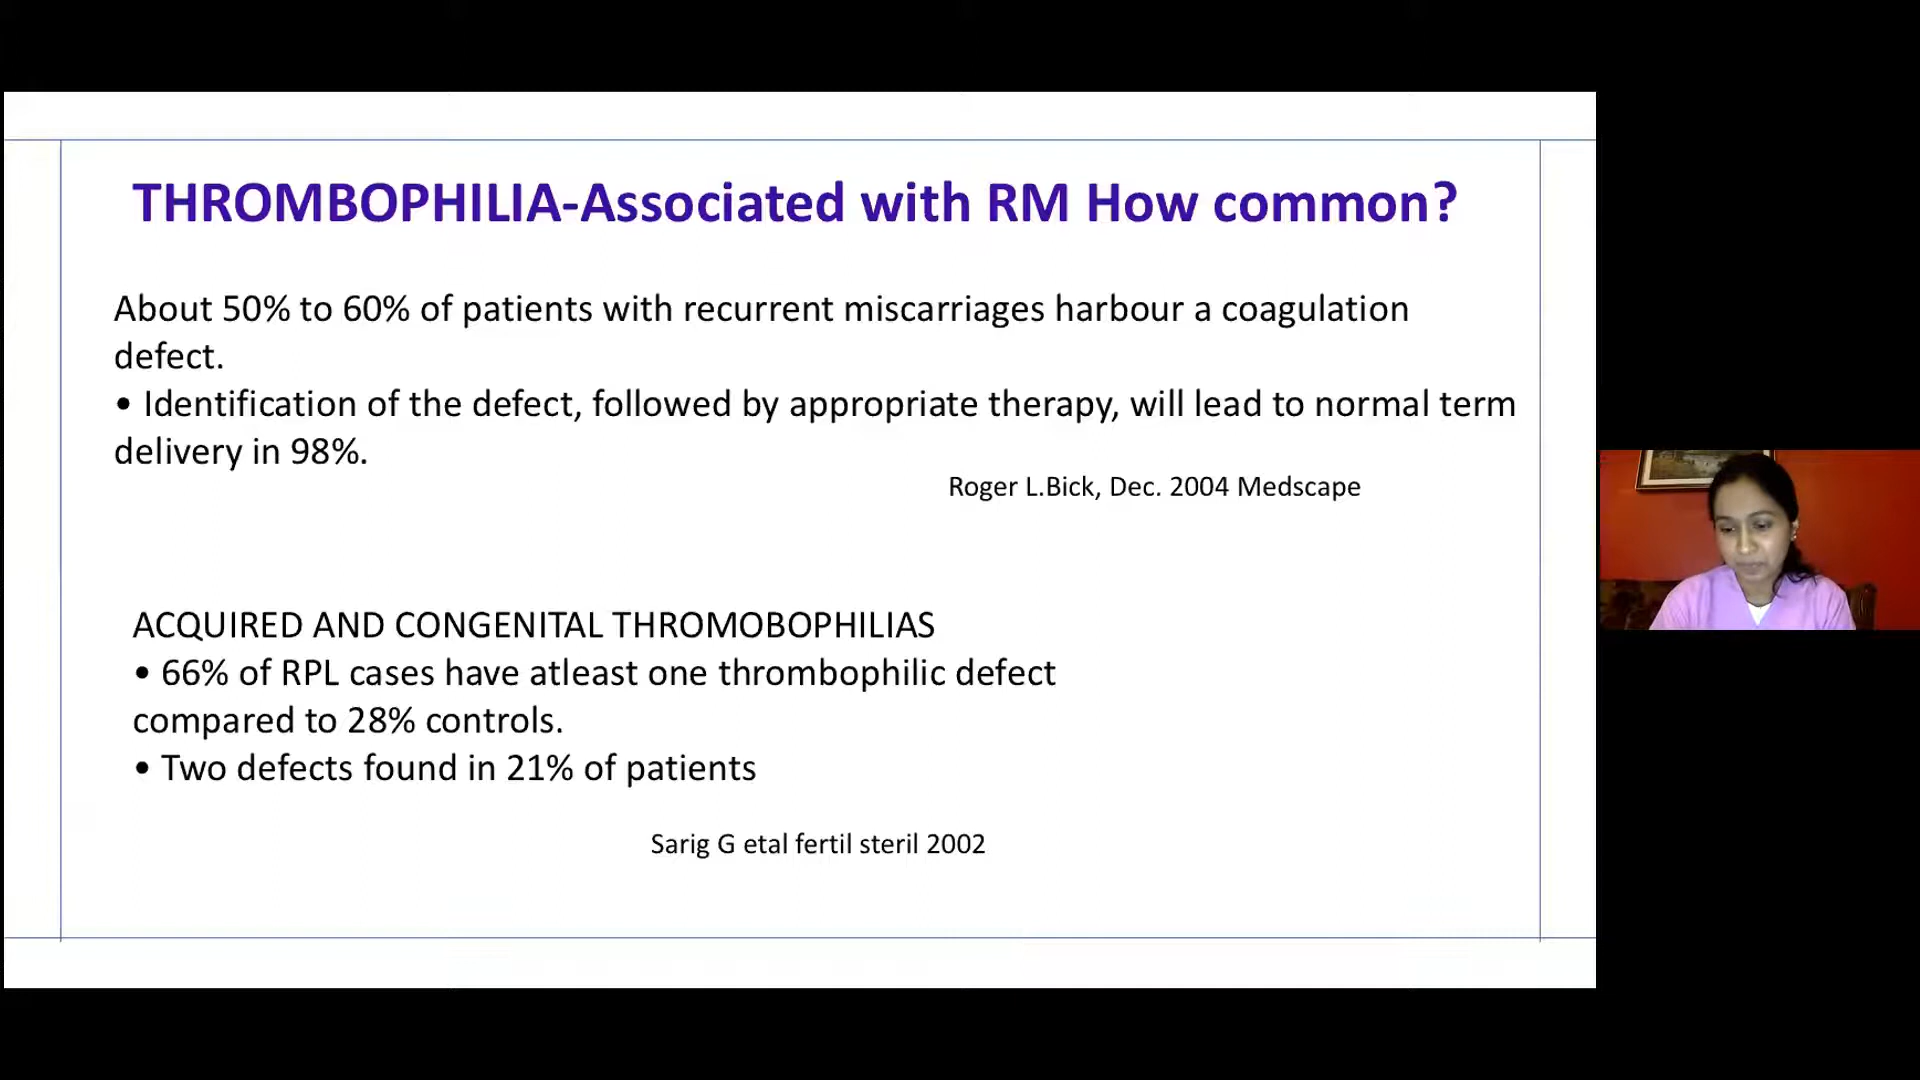 THROMBOPHILIA-Associated with RM How common?
About 50% to 60% of patients with recurrent miscarriages harbour a coagulation
defect.
• Identification of the defect, followed by appropriate therapy, will lead to normal term
delivery in 98%.
Roger L.Bick, Dec. 2004 Medscape
ACQUIRED AND CONGENITAL THROMOBOPHILIAS
• 66% of RPL cases have atleast one thrombophilic defect
compared to 28% controls.
• Two defects found in 21% of patients
Sarig G etal fertil steril 2002